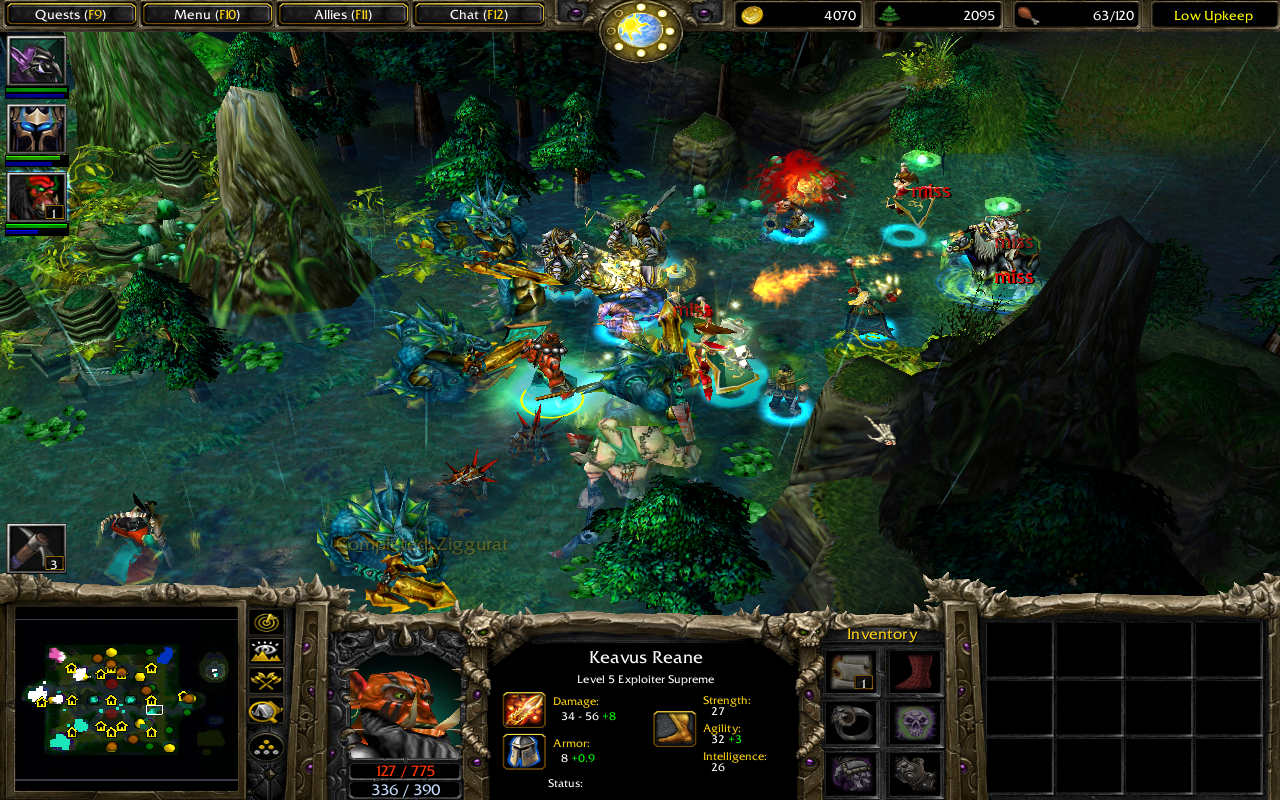 Quests (F9) Menu (F10) Allies (F11) Chat (F12) 4070 2095 63/120 Low Upkeep
miss
miss
miss
miss
1
3
Completed: Ziggurat
Keavus Reane
Level 5 Exploiter Supreme
Damage:
34 - 56 +8
Armor:
8 +0.9
Status:
Strength:
27
Agility:
32 +3
Intelligence:
26
127 / 775
336 / 390
Inventory
1